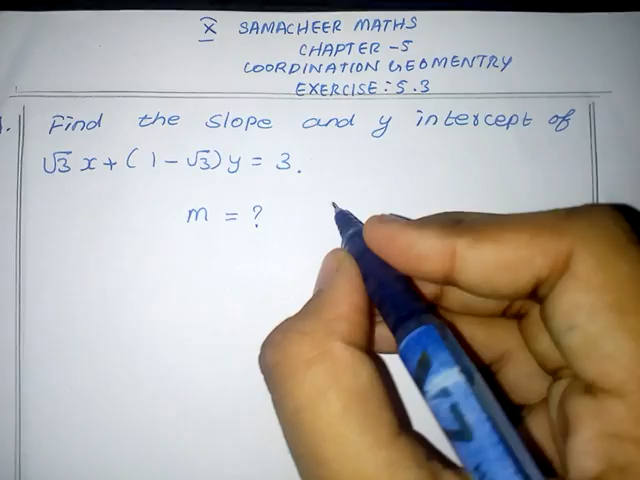 X SAMACHEER MATHS
CHAPTER -5
COORDINATION GEOMENTRY
EXERCISE: 5.3
Find the slope and y intercept of
√3 x + (1 - √3) y = 3.
m = ?